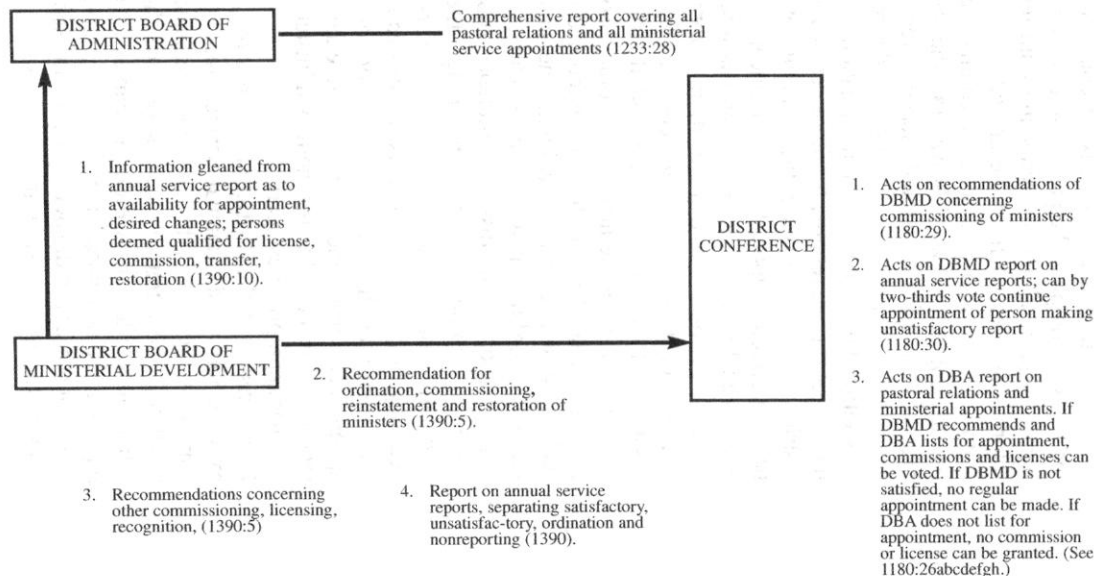 DISTRICT BOARD OF
ADMINISTRATION
Comprehensive report covering all
pastoral relations and all ministerial
service appointments (1233:28)
1. Information gleaned from
annual service report as to
availability for appointment,
desired changes; persons
deemed qualified for license,
commission, transfer,
restoration (1390:10).
DISTRICT BOARD OF
MINISTERIAL DEVELOPMENT
2. Recommendation for
ordination, commissioning,
reinstatement and restoration of
ministers (1390:5).
3. Recommendations concerning
other commissioning, licensing,
recognition, (1390:5)
4. Report on annual service
reports, separating satisfactory,
unsatisfac-tory, ordination and
nonreporting (1390).
DISTRICT
CONFERENCE
1. Acts on recommendations of
DBMD concerning
commissioning of ministers
(1180:29).
2. Acts on DBMD report on
annual service reports; can by
two-thirds vote continue
appointment of person making
unsatisfactory report
(1180:30).
3. Acts on DBA report on
pastoral relations and
ministerial appointments. If
DBMD recommends and
DBA lists for appointment,
commissions and licenses can
be voted. If DBMD is not
satisfied, no regular
appointment can be made. If
DBA does not list for
appointment, no commission
or license can be granted. (See
1180:26abcdefgh.)